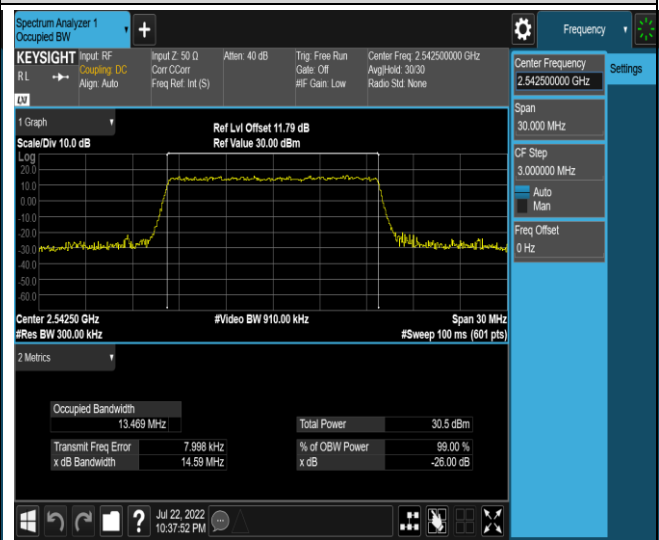 Spectrum Analyzer 1
Occupied BW
+
Frequency
KEYSIGHT
R L
LXI
Input: RF
Coupling: DC
Align: Auto
Input Z: 50 Ω
Corr CCorr
Freq Ref: Int (S)
Atten: 40 dB
Trig: Free Run
Gate: Off
#IF Gain: Low
Center Freq: 2.542500000 GHz
Avg|Hold: 30/30
Radio Std: None
Center Frequency
2.542500000 GHz
Settings
Span
30.000 MHz
CF Step
3.000000 MHz
Auto
Man
Freq Offset
0 Hz
1 Graph
Scale/Div 10.0 dB
Ref Lvl Offset 11.79 dB
Ref Value 30.00 dBm
Log
20.0
10.0
0.00
-10.0
-20.0
-30.0
-40.0
-50.0
-60.0
Center 2.54250 GHz
#Video BW 910.00 kHz
Span 30 MHz
#Res BW 300.00 kHz
#Sweep 100 ms (601 pts)
2 Metrics
Occupied Bandwidth
13.469 MHz
Total Power 30.5 dBm
Transmit Freq Error 7.998 kHz
% of OBW Power 99.00 %
x dB Bandwidth 14.59 MHz
x dB -26.00 dB
?
Jul 22, 2022
10:37:52 PM